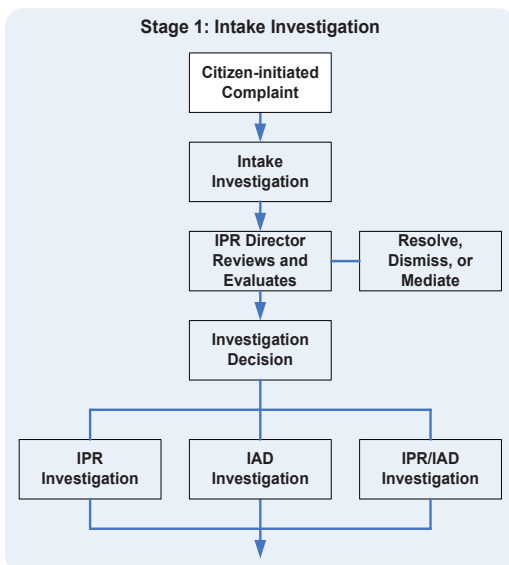 Stage 1: Intake Investigation
Citizen-initiated
Complaint
Intake
Investigation
IPR Director
Reviews and
Evaluates
Resolve,
Dismiss, or
Mediate
Investigation
Decision
IPR
Investigation
IAD
Investigation
IPR/IAD
Investigation